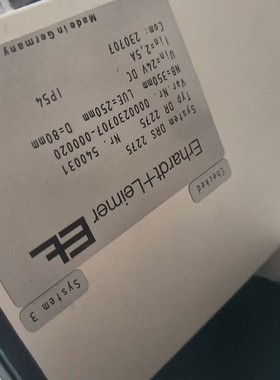 Erhardt+Leimer EL
System DRS 2275
Typ DR 2275 Nr. 540031
Var Nr. 0000230707-000020
NB=350mm LUE-250mm D=80mm
Uin=24V DC
Iin=2,5A IP54
Com: 230707
Made in Germany
Checked
System 3